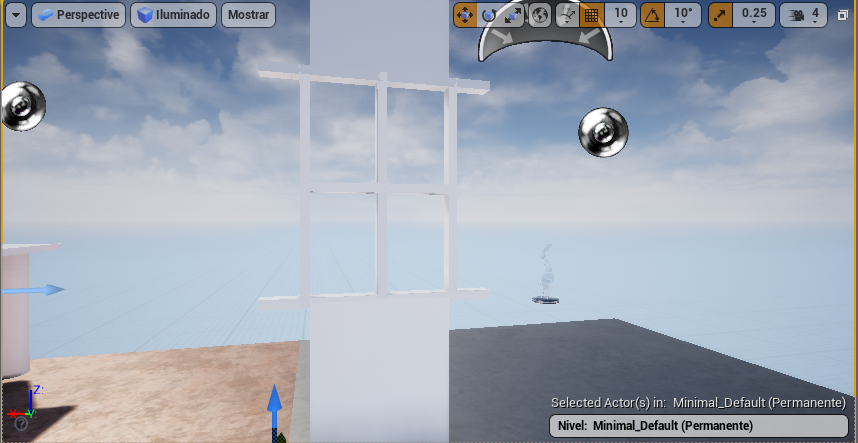 Perspective
Iluminado
Mostrar
10
10°
0.25
4
Z:
Selected Actor(s) in: Minimal_Default (Permanente)
Nivel: Minimal_Default (Permanente)